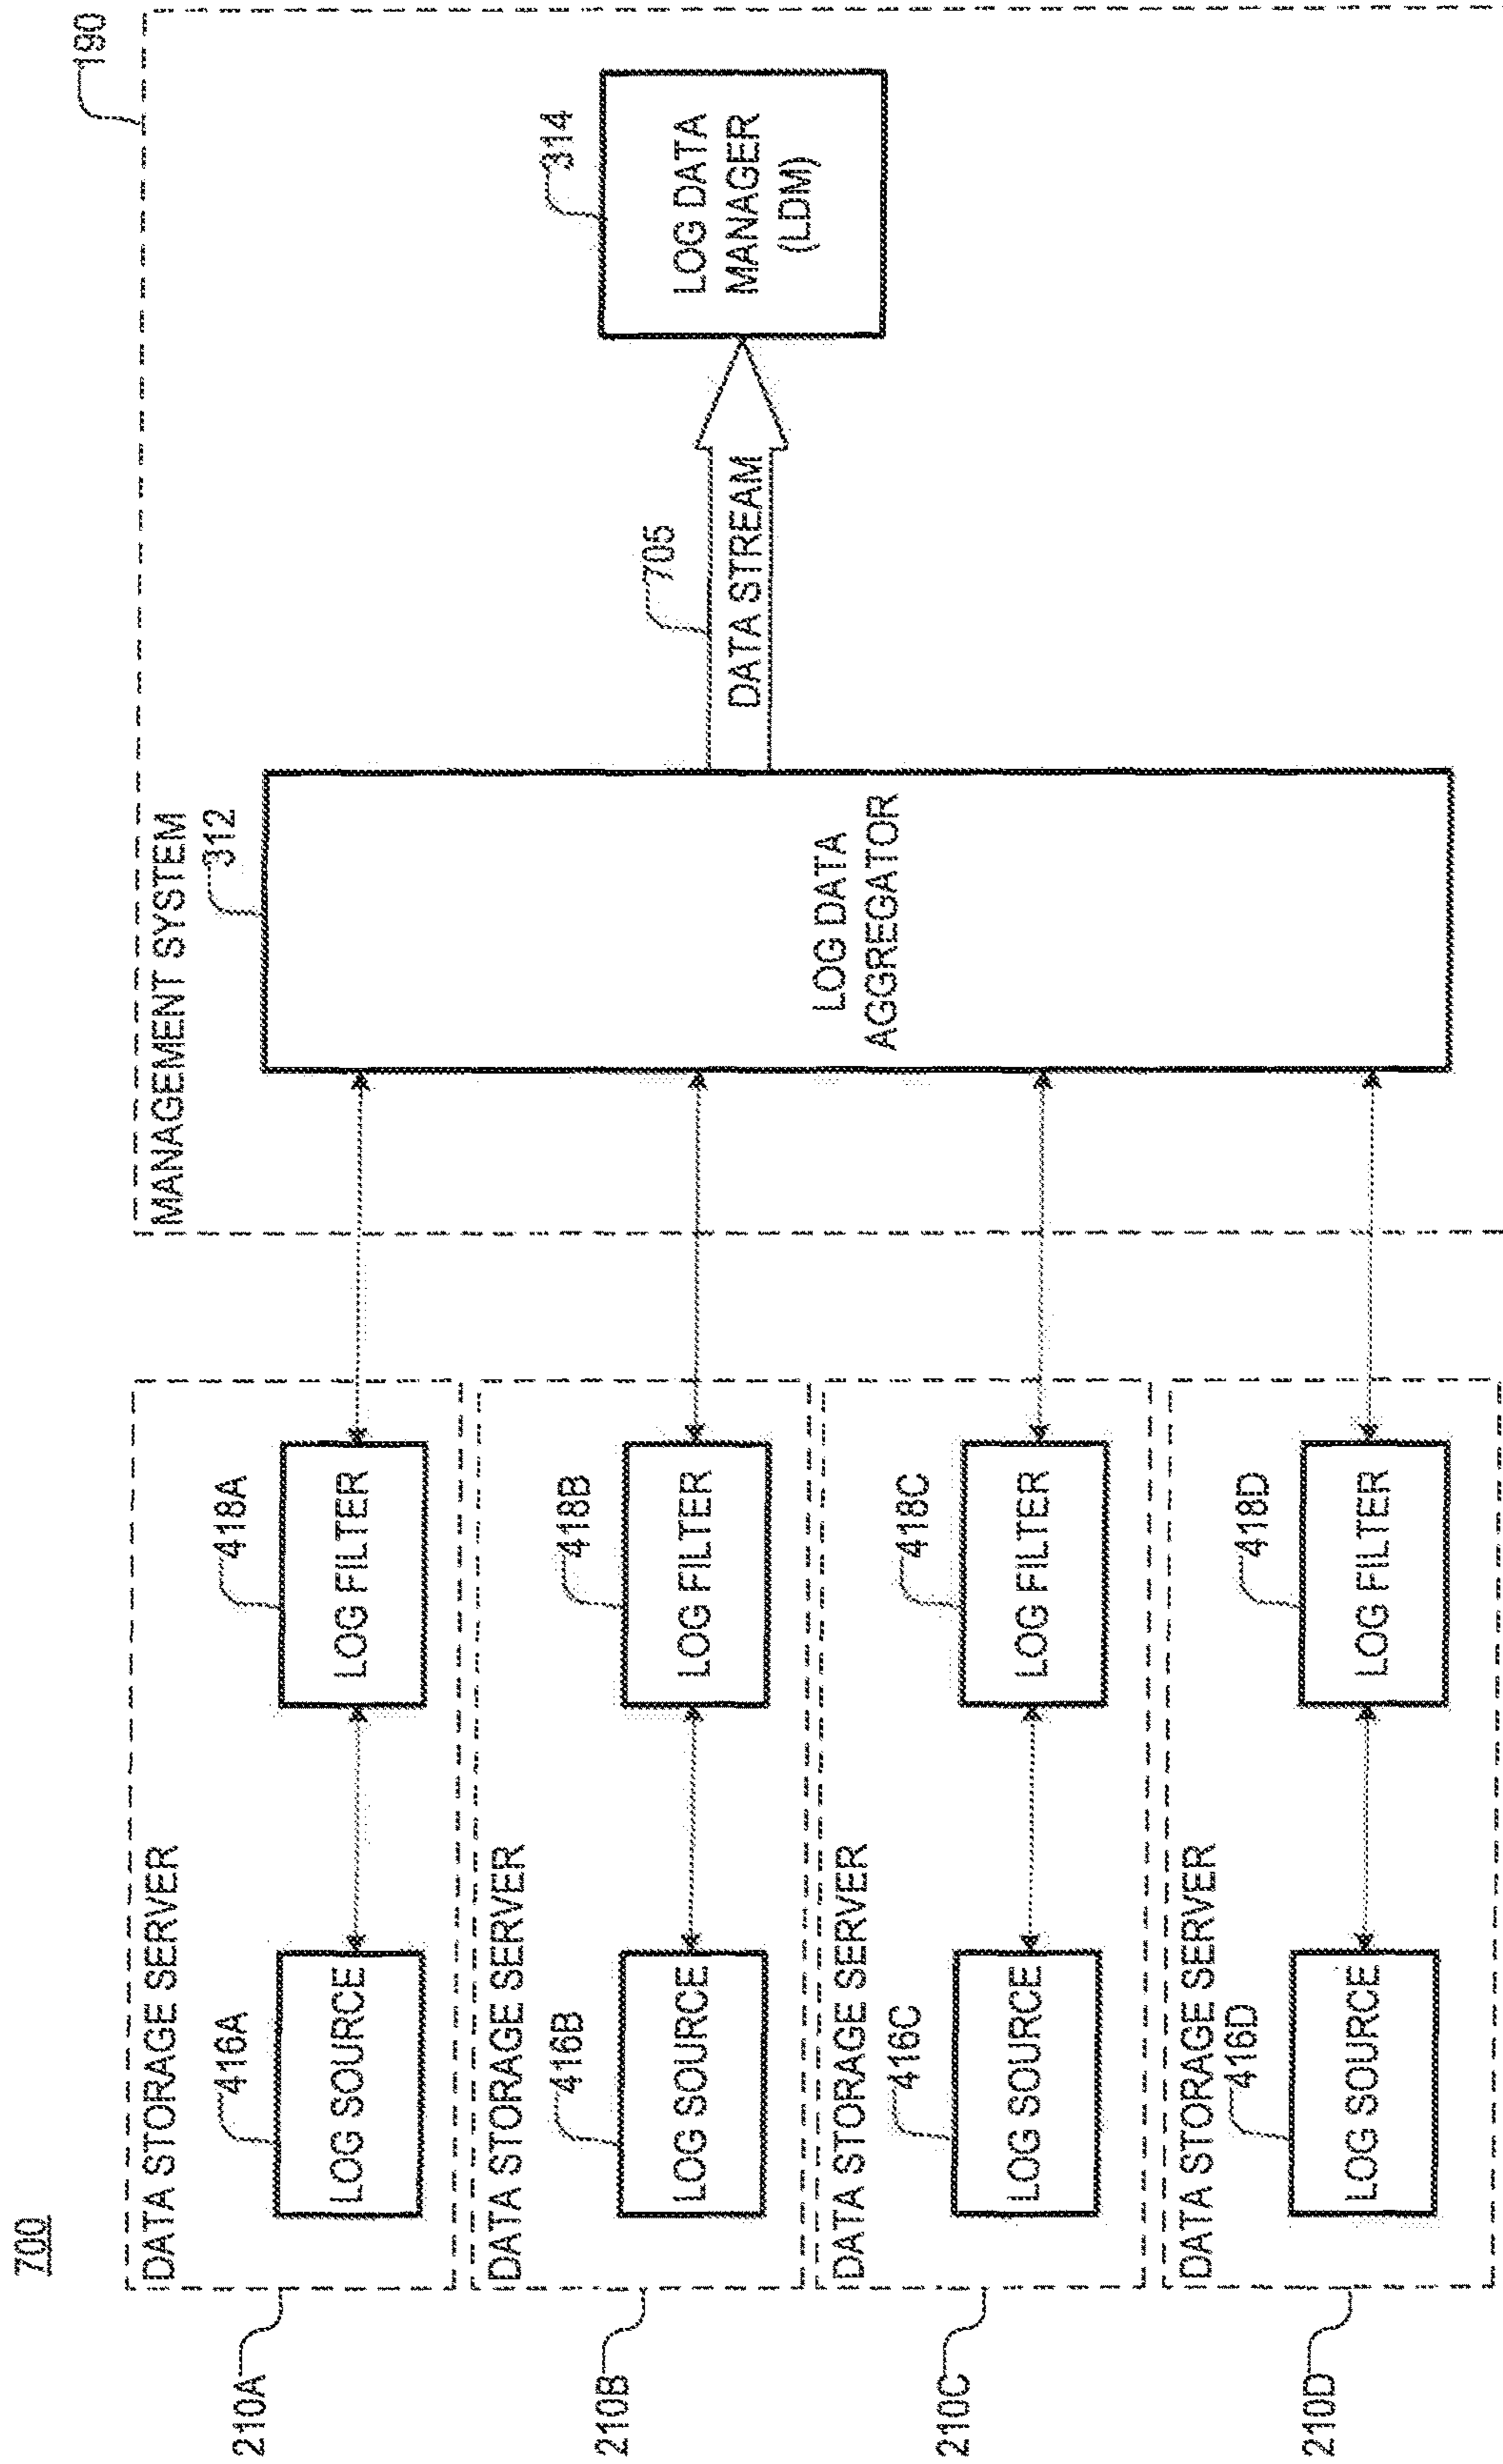 700
210A
DATA STORAGE SERVER
416A
LOG SOURCE
418A
LOG FILTER
210B
DATA STORAGE SERVER
416B
LOG SOURCE
418B
LOG FILTER
210C
DATA STORAGE SERVER
416C
LOG SOURCE
418C
LOG FILTER
210D
DATA STORAGE SERVER
416D
LOG SOURCE
418D
LOG FILTER
190
MANAGEMENT SYSTEM
312
LOG DATA
AGGREGATOR
705
DATA STREAM
314
LOG DATA
MANAGER
(LDM)